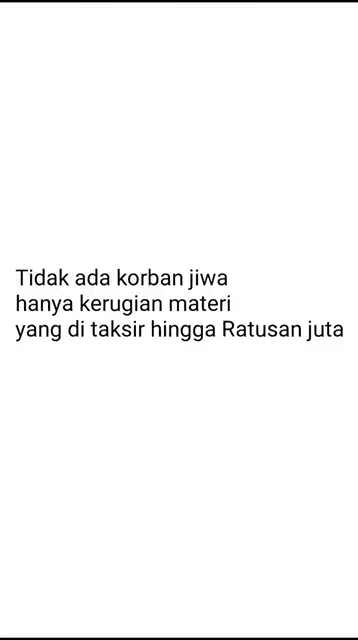 Tidak ada korban jiwa
hanya kerugian materi
yang di taksir hingga Ratusan juta